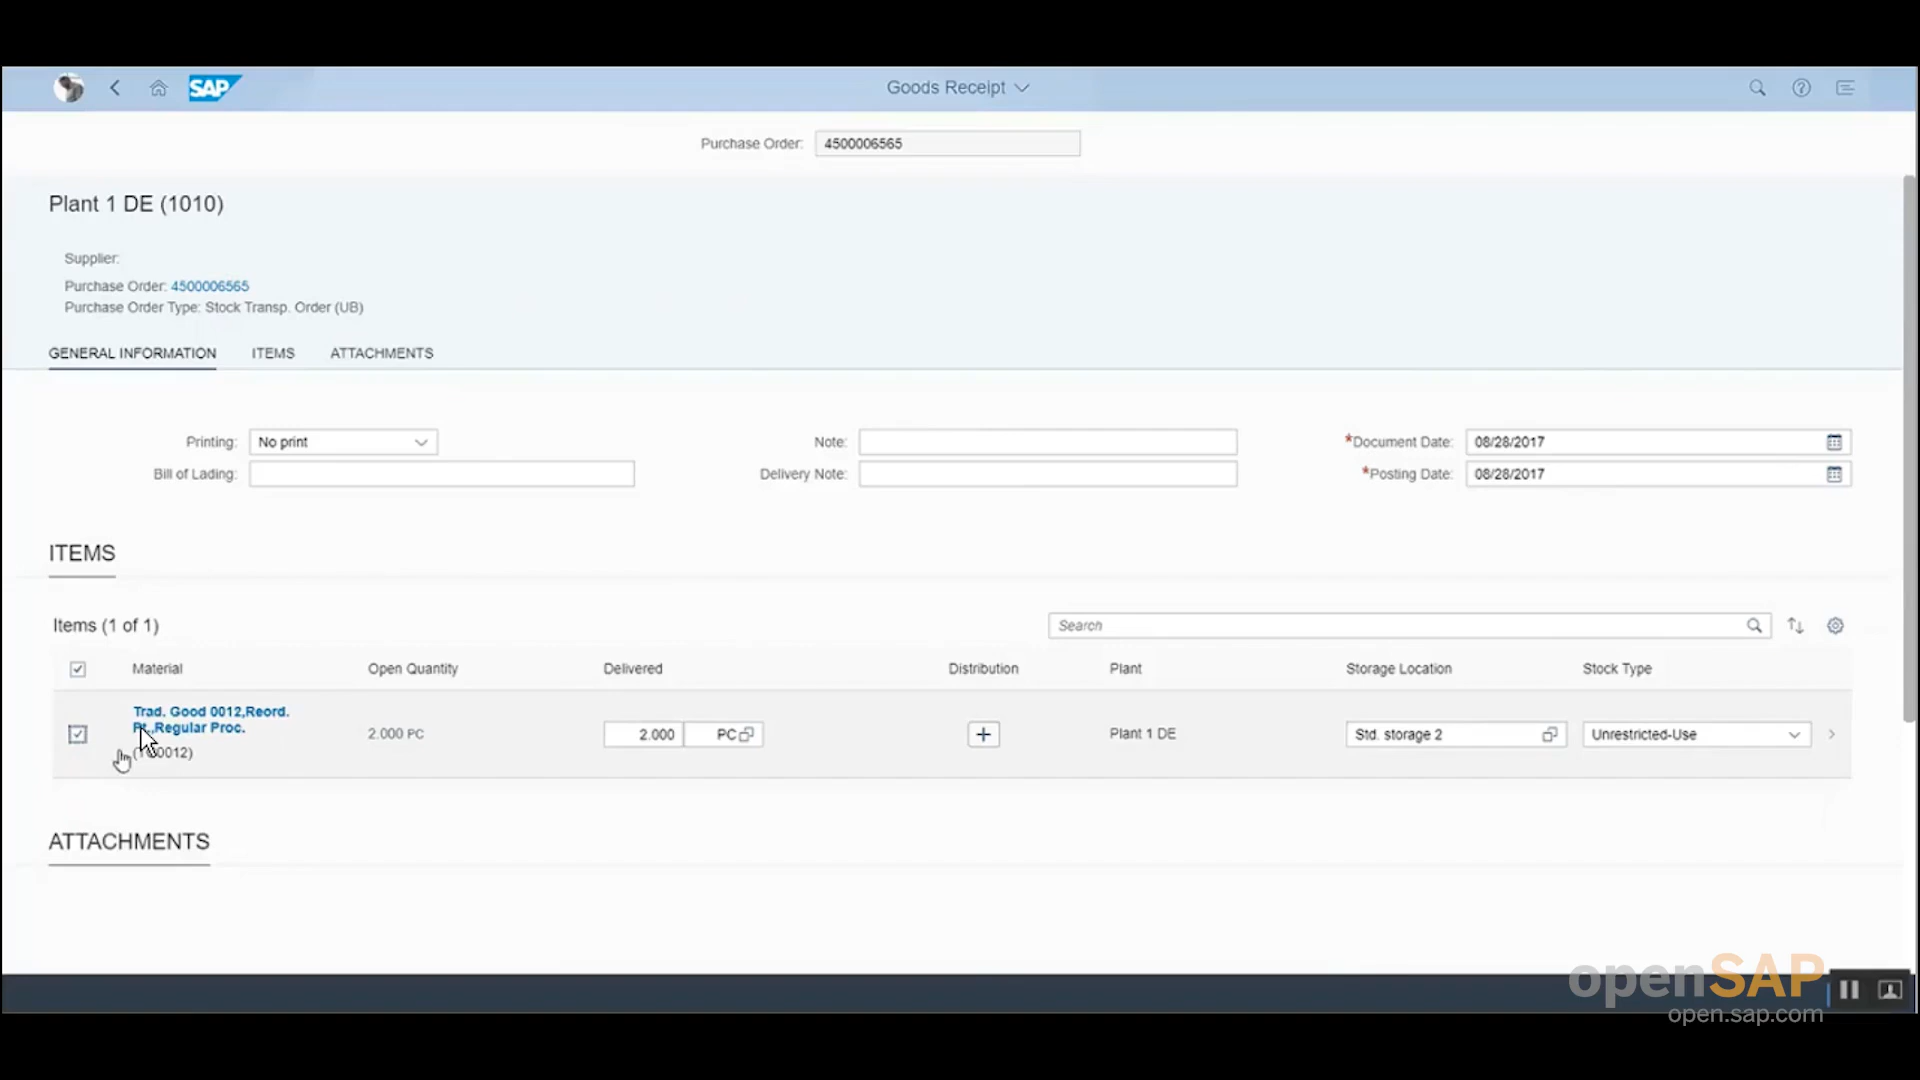 SAP
Goods Receipt
Purchase Order: 4500006565
Plant 1 DE (1010)
Supplier:
Purchase Order: 4500006565
Purchase Order Type: Stock Transp. Order (UB)
GENERAL INFORMATION ITEMS ATTACHMENTS
Printing: No print Note: *Document Date: 08/28/2017
Bill of Lading: Delivery Note: *Posting Date: 08/28/2017
ITEMS
Items (1 of 1) Search
Material Open Quantity Delivered Distribution Plant Storage Location Stock Type
Trad. Good 0012,Reord.
Regular Proc.
2.000 PC 2.000 PC Plant 1 DE Std. storage 2 Unrestricted-Use
ATTACHMENTS
openSAP
open.sap.com